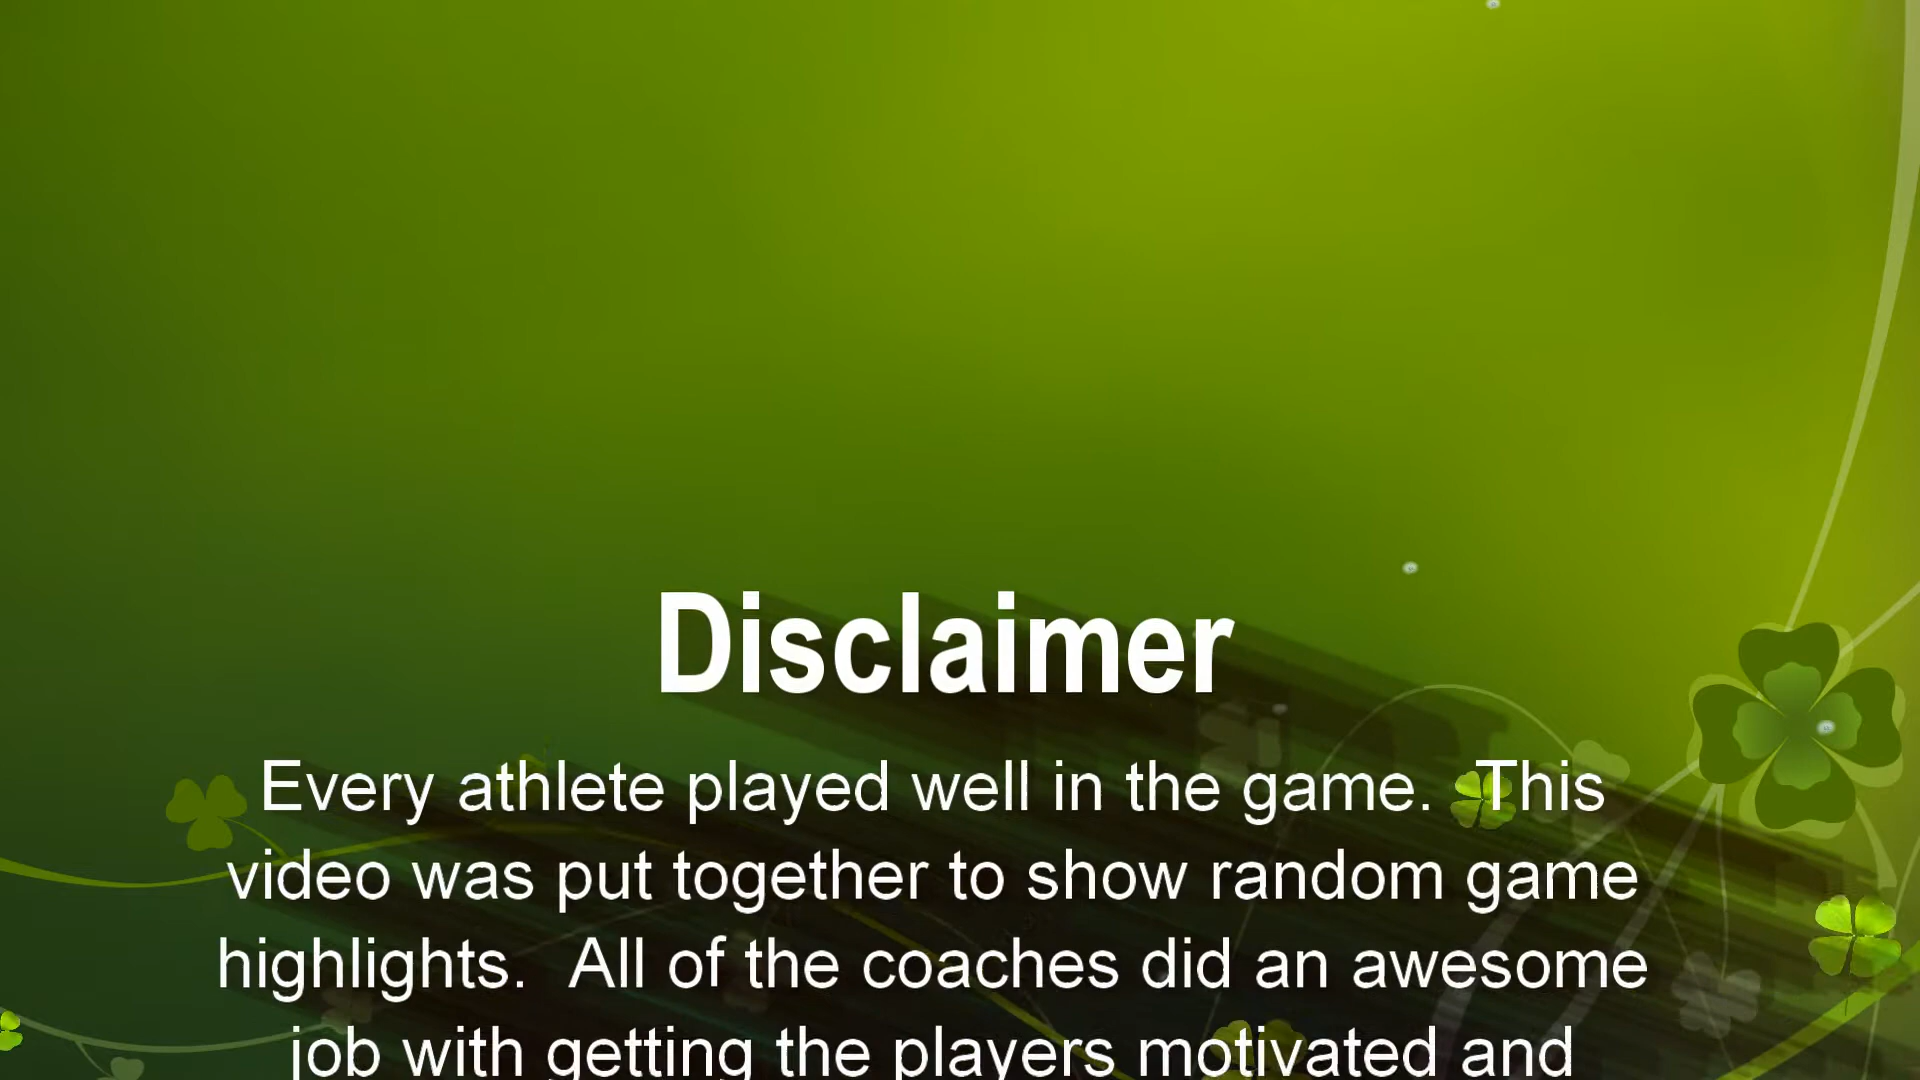 Disclaimer
Every athlete played well in the game.  This
video was put together to show random game
highlights.  All of the coaches did an awesome
job with getting the players motivated and